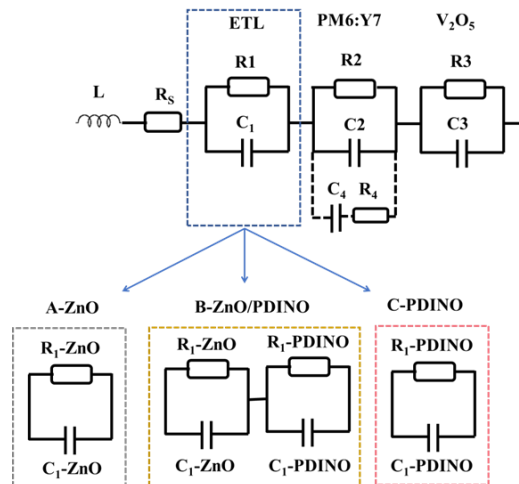 ETL PM6:Y7 V₂O₅
R1 R2 R3
L R_S
C₁ C2 C3
C₄ R₄
A-ZnO B-ZnO/PDINO C-PDINO
R₁-ZnO R₁-ZnO R₁-PDINO R₁-PDINO
C₁-ZnO C₁-ZnO C₁-PDINO C₁-PDINO